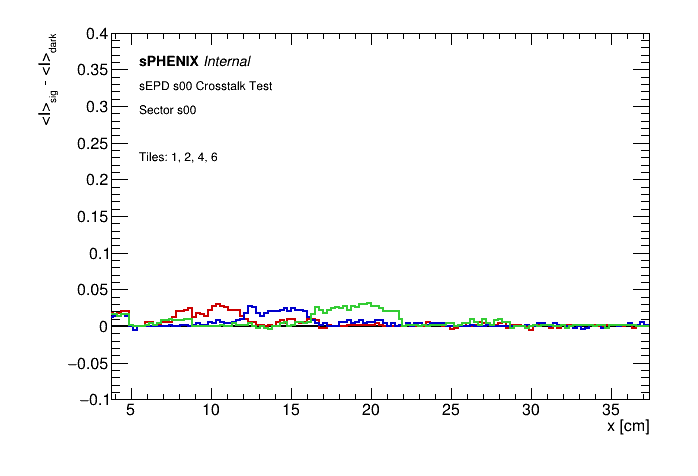 <I>sig - <I>dark
0.4
0.35
0.3
0.25
0.2
0.15
0.1
0.05
0
−0.05
−0.1
sPHENIX Internal
sEPD s00 Crosstalk Test
Sector s00
Tiles: 1, 2, 4, 6
5 10 15 20 25 30 35
x [cm]